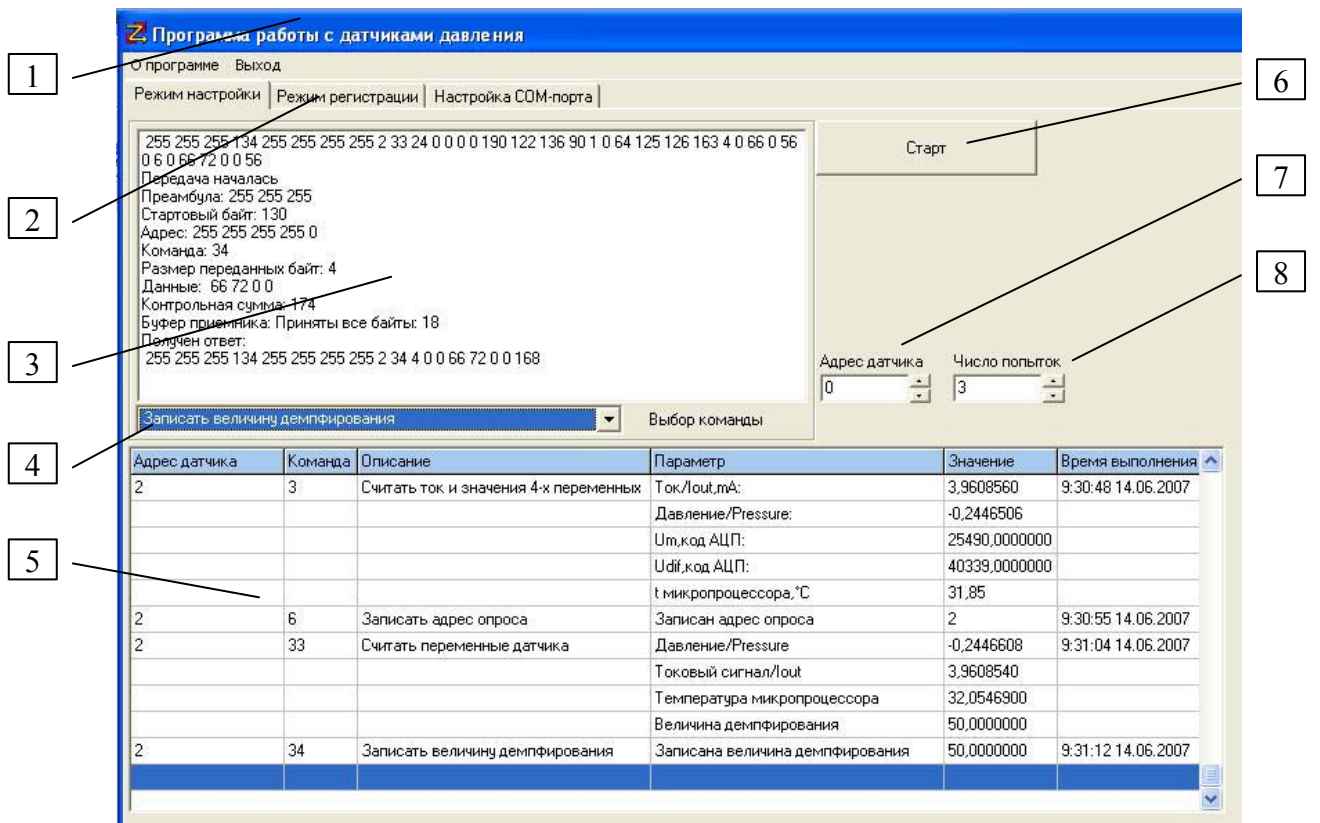 Программа работы с датчиками давления
О программе Выход
Режим настройки Режим регистрации Настройка COM-порта
255 255 255 134 255 255 255 255 2 33 24 0 0 0 0 190 122 136 90 1 0 64 125 126 163 4 0 66 0 56
0 6 0 66 72 0 0 56
Передача началась
Преамбула: 255 255 255
Стартовый байт: 130
Адрес: 255 255 255 255 0
Команда: 34
Размер переданных байт: 4
Данные: 66 72 0 0
Контрольная сумма: 174
Буфер приемника: Приняты все байты: 18
Получен ответ:
255 255 255 134 255 255 255 255 2 34 4 0 0 66 72 0 0 168
Старт
Адрес датчика Число попыток
0 3
Записать величину демпфирования Выбор команды
Адрес датчика Команда Описание Параметр Значение Время выполнения
2 3 Считать ток и значения 4-х переменных Ток/Iout,mA: 3,9608560 9:30:48 14.06.2007
Давление/Pressure: -0,2446506
Um,код АЦП: 25490,0000000
Udif,код АЦП: 40339,0000000
t микропроцессора,°C 31,85
2 6 Записать адрес опроса Записан адрес опроса 2 9:30:55 14.06.2007
2 33 Считать переменные датчика Давление/Pressure -0,2446608 9:31:04 14.06.2007
Токовый сигнал/Iout 3,9608540
Температура микропроцессора 32,0546900
Величина демпфирования 50,0000000
2 34 Записать величину демпфирования Записана величина демпфирования 50,0000000 9:31:12 14.06.2007
1
2
3
4
5
6
7
8